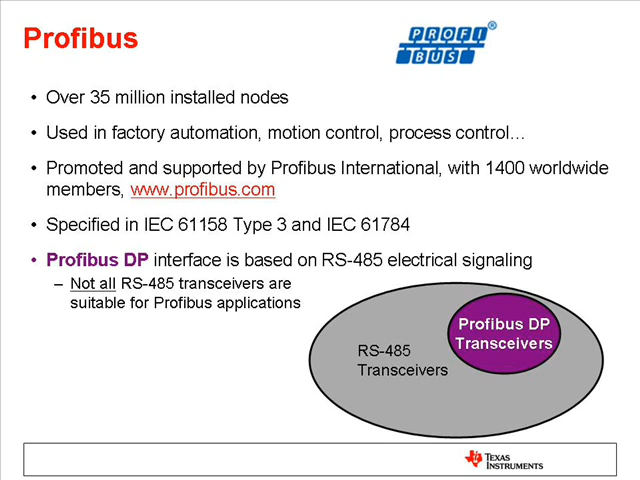 Profibus
PROFI
BUS®
• Over 35 million installed nodes
• Used in factory automation, motion control, process control…
• Promoted and supported by Profibus International, with 1400 worldwide
members, www.profibus.com
• Specified in IEC 61158 Type 3 and IEC 61784
• Profibus DP interface is based on RS-485 electrical signaling
– Not all RS-485 transceivers are
suitable for Profibus applications
Profibus DP
Transceivers
RS-485
Transceivers
TEXAS
INSTRUMENTS